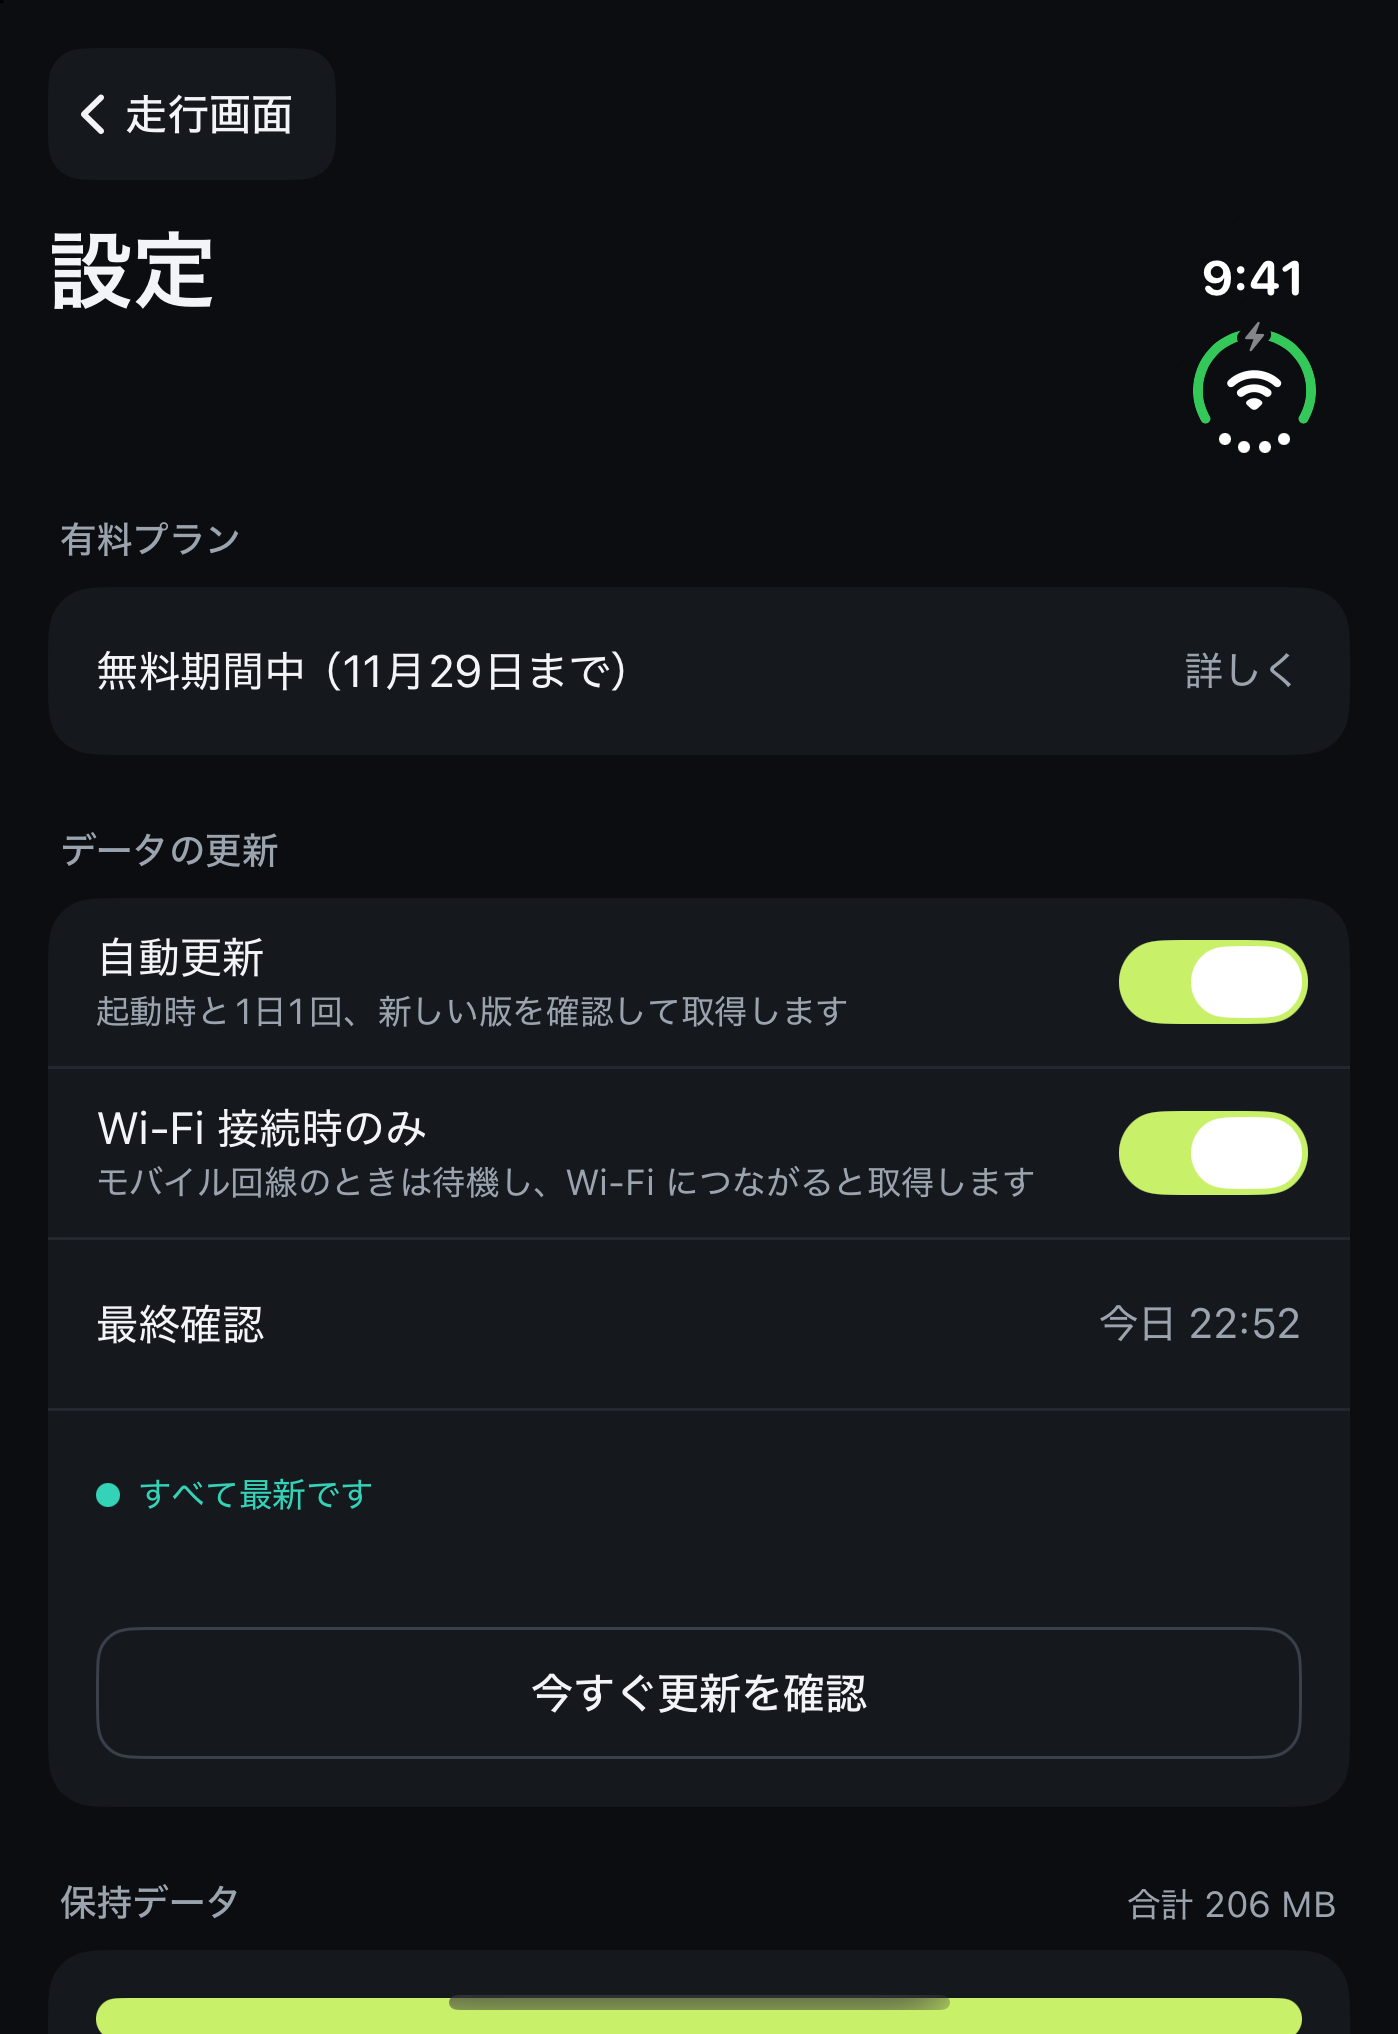 走行画面
設定
9:41
有料プラン
無料期間中（11月29日まで）
詳しく
データの更新
自動更新
起動時と1日1回、新しい版を確認して取得します
Wi-Fi 接続時のみ
モバイル回線のときは待機し、Wi-Fi につながると取得します
最終確認
今日 22:52
すべて最新です
今すぐ更新を確認
保持データ
合計 206 MB